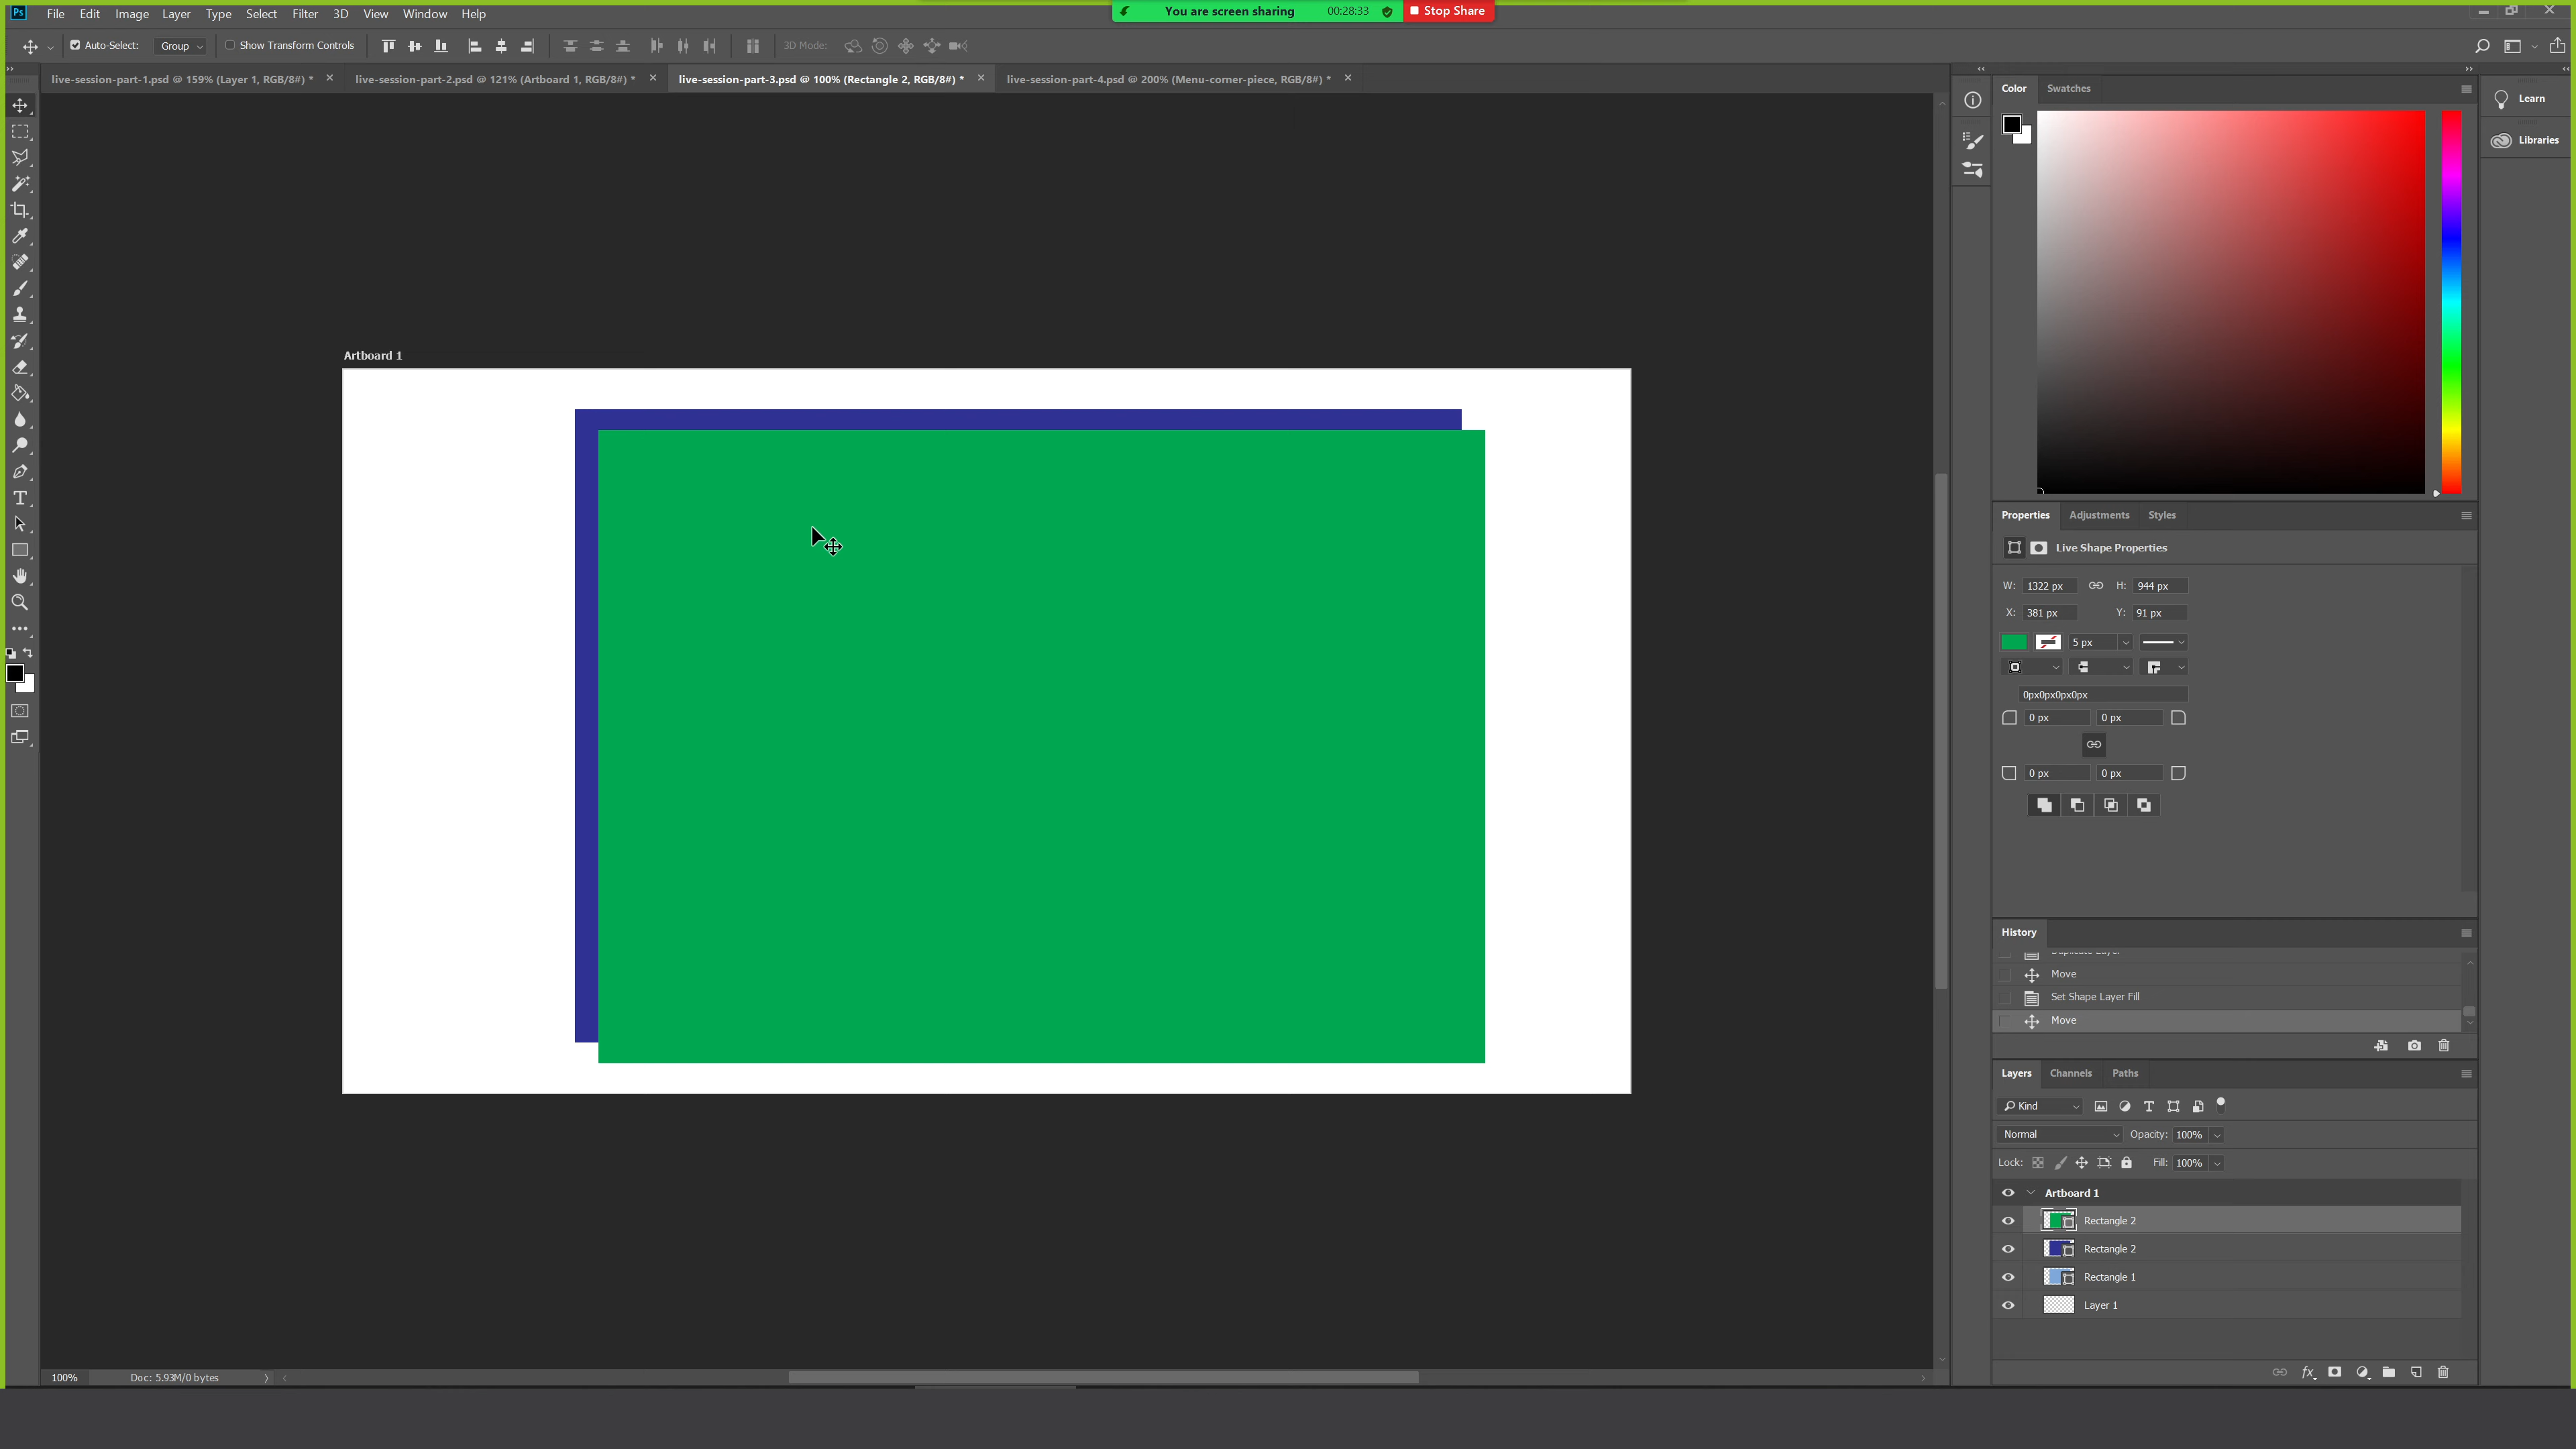 Ps File Edit Image Layer Type Select Filter 3D View Window Help
You are screen sharing 00:28:33 Stop Share
Auto-Select: Group Show Transform Controls 3D Mode:
live-session-part-1.psd @ 159% (Layer 1, RGB/8#) * live-session-part-2.psd @ 121% (Artboard 1, RGB/8#) * live-session-part-3.psd @ 100% (Rectangle 2, RGB/8#) * live-session-part-4.psd @ 200% (Menu-corner-piece, RGB/8#) *
Color Swatches
Learn
Libraries
Artboard 1
Properties Adjustments Styles
Live Shape Properties
W: 1322 px H: 944 px
X: 381 px Y: 91 px
5 px
0px0px0px0px
0 px 0 px
0 px 0 px
History
Duplicate Layer
Move
Set Shape Layer Fill
Move
Layers Channels Paths
Kind
Normal Opacity: 100%
Lock: Fill: 100%
Artboard 1
Rectangle 2
Rectangle 2
Rectangle 1
Layer 1
fx
100% Doc: 5.93M/0 bytes